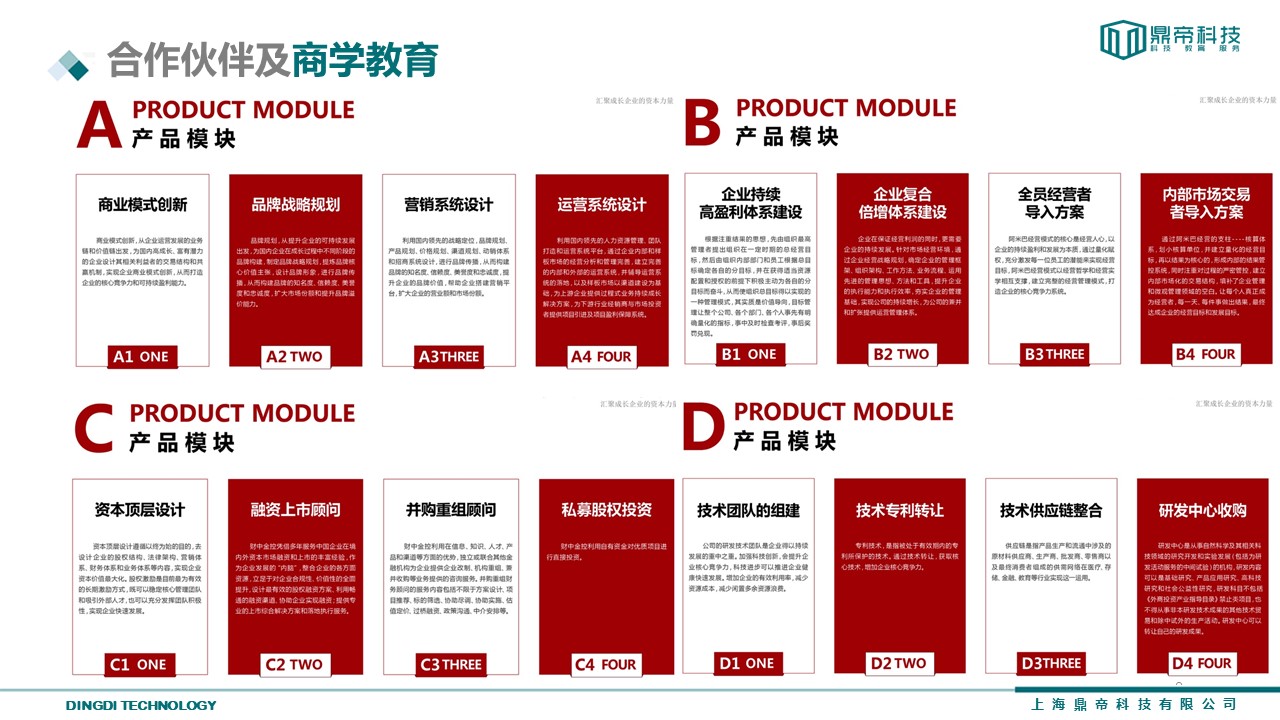 合作伙伴及商学教育
鼎帝科技
科技 教育 服务
A
PRODUCT MODULE
产品模块
汇聚成长企业的资本力量
商业模式创新
商业模式创新，从企业运营发展的业务
链和价值链出发，为国内高成长、富有潜力
的企业设计其相关利益者的交易结构和共
赢机制，实现企业商业模式创新，从而打造
企业的核心竞争力和可持续盈利能力。
A1 ONE
品牌战略规划
品牌规划，从提升企业的可持续发展
出发，为国内企业在成长过程中不同阶段的
品牌构建，制定品牌战略规划，提炼品牌核
心价值主张，设计品牌形象，进行品牌传
播，从而构建品牌的知名度，信赖度，美誉
度和忠诚度，扩大市场份额和提升品牌溢
价能力。
A2 TWO
营销系统设计
利用国内领先的战略定位，品牌规划，
产品规划，价格规划，渠道规划，动销体系
和招商系统设计，进行品牌传播，从而构建
品牌的知名度，信赖度，美誉度和忠诚度，提
升企业的品牌价值，帮助企业搭建营销平
台，扩大企业的营业额和市场份额。
A3 THREE
运营系统设计
利用国内领先的人力资源管理，团队
打造和运营系统平台，通过企业内部和样
板市场的经营分析和管理完善，建立完善
的内部和外部的运营系统，并辅导运营系
统的落地，以及样板市场以渠道建设为基
础，为上游企业提供过程式业务持续成长
解决方案，为下游行业经销商与市场投资
者提供项目引进及项目盈利保障系统。
A4 FOUR
B
PRODUCT MODULE
产品模块
汇聚成长企业的资本力量
企业持续
高盈利体系建设
根据注重结果的思想，先由组织最高
管理者提出组织在一定时期的总经营目
标，然后由组织内部部门和员工根据总目
标确定各自的分目标，并在获得适当资源
配置和授权的前提下积极主动为各自的分
目标而奋斗，从而使组织总目标得以实现的
一种管理模式，其实质是价值导向，目标管
理让整个公司、各个部门、各个人事先有明
确量化的指标，事中及时检查考评，事后奖
罚兑现。
B1 ONE
企业复合
倍增体系建设
企业在保证经营利润的同时，更需要
企业的持续发展。针对市场经营环境，通
过企业经营战略规划，确定企业的管理框
架、组织架构、工作方法、业务流程，运用
先进的管理思想，方法和工具，提升企业
的执行能力和执行效率，夯实企业的管理
基础，实现公司的持续增长，为公司的兼并
和扩张提供运营管理体系。
B2 TWO
全员经营者
导入方案
阿米巴经营模式的核心是经营人心，以
企业的持续盈利和发展为本质，通过量化赋
权，充分激发每一位员工的潜能来实现经营
目标，阿米巴经营模式以经营哲学和经营实
学相互支撑，建立完整的经营管理模式，打
造企业的核心竞争力系统。
B3 THREE
内部市场交易
者导入方案
通过阿米巴经营的支柱----核算体
系，划小核算单位，并建立量化的经营目
标，再以结果为核心的，形成内部的结果管
控系统，同时注重对过程的严密管控，建立
内部市场化的交易结构，填补了企业管理
和做观管理领域的空白。让每个人真正成
为经营者，每一天，每件事做出结果，最终
达成企业的经营目标和发展目标。
B4 FOUR
C
PRODUCT MODULE
产品模块
汇聚成长企业的资本力量
资本顶层设计
资本顶层设计遵循以终为始的目的，去
设计企业的股权结构、法律架构、营销体
系、财务体系和业务体系等内容，实现企业
资本价值最大化。股权激励是目前最为有效
的长期激励方式，既可以稳定核心管理团队
和吸引外部人才，也可以充分发挥团队积极
性，实现企业快速发展。
C1 ONE
融资上市顾问
财中金控凭借多年服务中国企业在境
内外资本市场融资和上市的丰富经验，作
为企业发展的“内脑”，整合企业的各方面
资源，立足于对企业合规性、价值性的全面
提升，设计最有效的股权融资方案，利用畅
通的融资渠道，协助企业实现融资；提供专
业的上市综合解决方案和落地执行服务。
C2 TWO
并购重组顾问
财中金控利用在信息、知识、人才、产
品和渠道等方面的优势，独立或联合其他金
融机构为企业提供企业改制、机构重组、兼
并收购等业务提供的咨询服务。并购重组财
务顾问的服务内容包括不限于方案设计、项
目推荐、标的筛选、协助尽调、协助实施、估
值定价、过桥融资、政策沟通、中介安排等。
C3 THREE
私募股权投资
财中金控利用自有资金对优质项目进
行直接投资。
C4 FOUR
D
PRODUCT MODULE
产品模块
汇聚成长企业的资本力量
技术团队的组建
公司的研发技术团队是企业得以持续
发展的重中之重。加强科技创新，会提升企
业核心竞争力，科技进步可以推进企业健
康快速发展。增加企业的有效利用率，减少
资源成本，减少闲置多余资源浪费。
D1 ONE
技术专利转让
专利技术，是指被处于有效期内的专
利所保护的技术。通过技术转让，获取核
心技术，增加企业核心竞争力。
D2 TWO
技术供应链整合
供应链是指产品生产和流通中涉及的
原材料供应商、生产商、批发商、零售商以
及最终消费者组成的供需网络在医疗、存
储、金融、教育等行业实现这一运用。
D3 THREE
研发中心收购
研发中心是从事自然科学及其相关科
技领域的研究开发和实验发展（包括为研
发活动服务的中间试验）的机构，研发内容
可以是基础研究、产品应用研究、高科技
研究和社会公益性研究，研发科目不包括
《外商投资产业指导目录》禁止类项目，也
不得从事非本研发技术成果的其他技术贸
易和除中试外的生产活动。研发中心可以
转让自己的研发成果。
D4 FOUR
DINGDI TECHNOLOGY
上海鼎帝科技有限公司